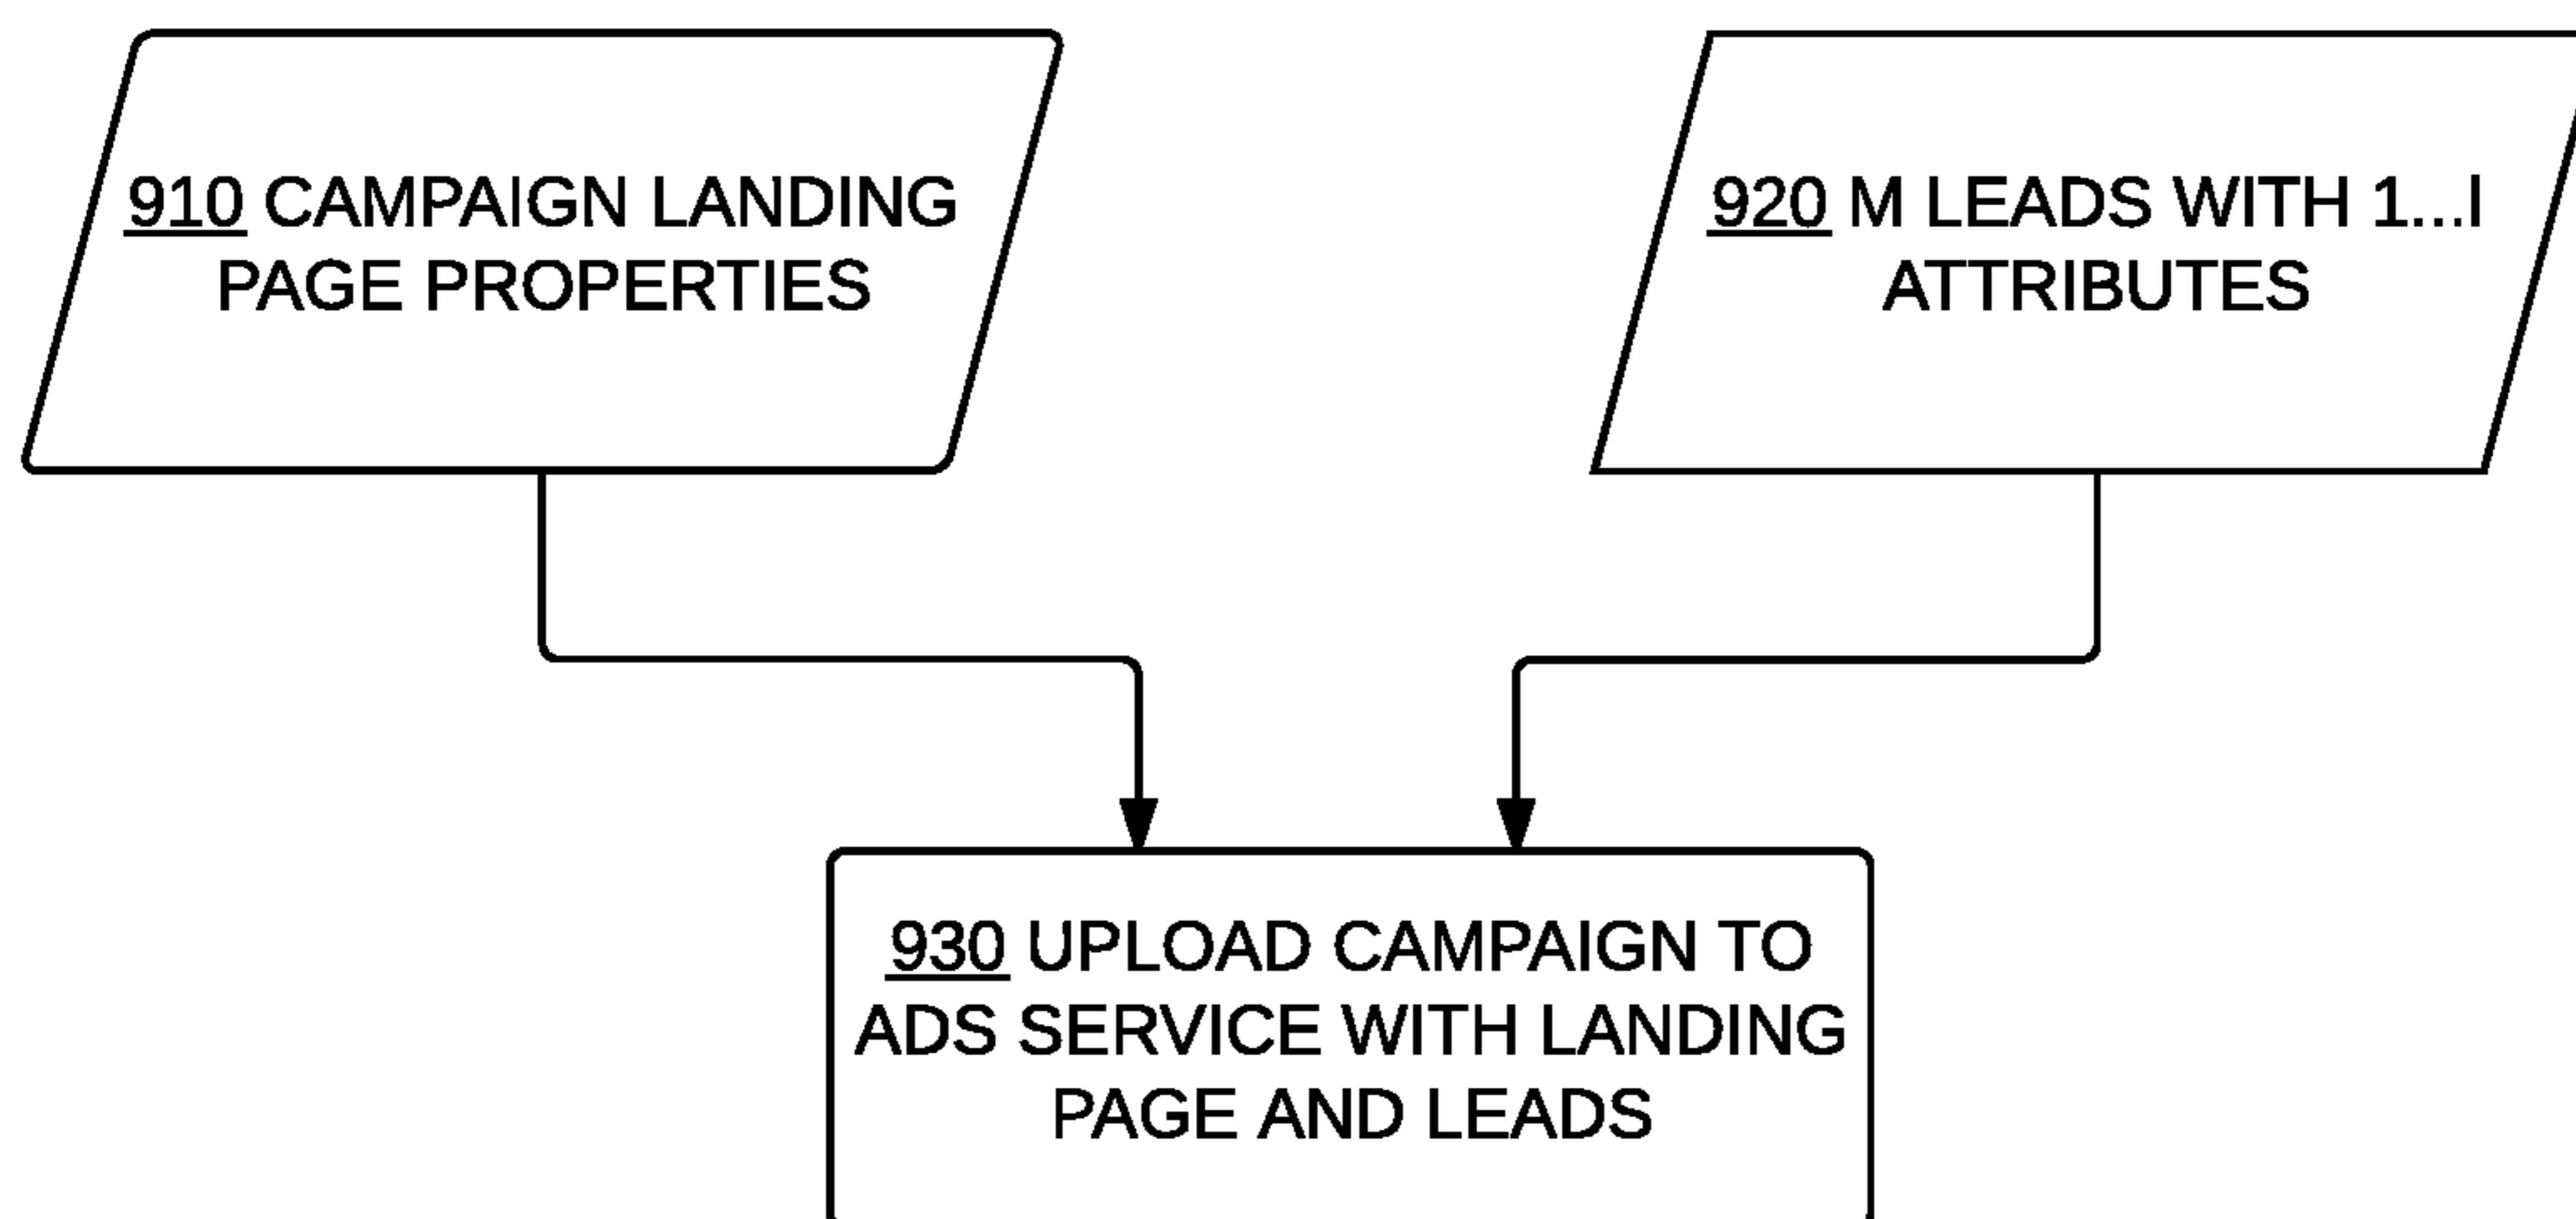 910 CAMPAIGN LANDING
PAGE PROPERTIES
920 M LEADS WITH 1...I
ATTRIBUTES
930 UPLOAD CAMPAIGN TO
ADS SERVICE WITH LANDING
PAGE AND LEADS